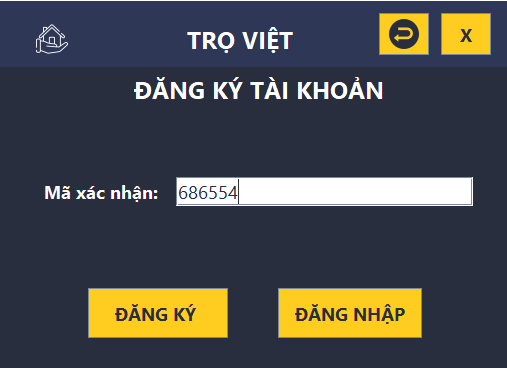 TRỌ VIỆT
X
ĐĂNG KÝ TÀI KHOẢN
Mã xác nhận: 686554
ĐĂNG KÝ
ĐĂNG NHẬP